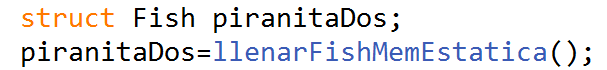 struct Fish piranitaDos;
piranitaDos=llenarFishMemEstatica();